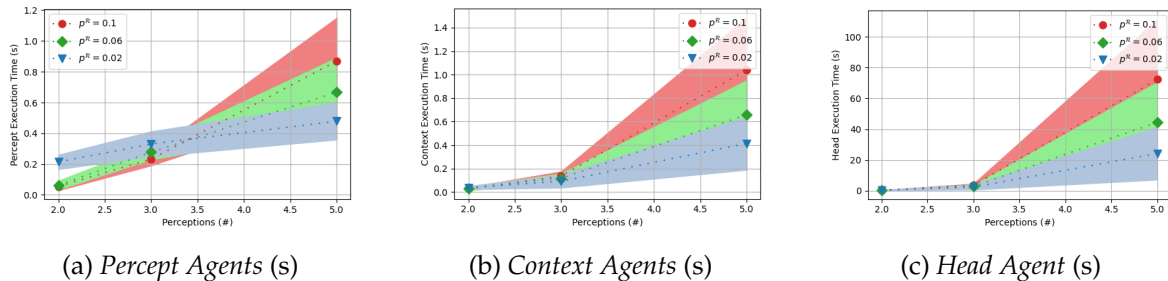 1.2
1.0
0.8
0.6
0.4
0.2
0.0
Percept Execution Time (s)
p^R = 0.1
p^R = 0.06
p^R = 0.02
2.0 2.5 3.0 3.5 4.0 4.5 5.0
Perceptions (#)
(a) Percept Agents (s)
1.4
1.2
1.0
0.8
0.6
0.4
0.2
0.0
Context Execution Time (s)
p^R = 0.1
p^R = 0.06
p^R = 0.02
2.0 2.5 3.0 3.5 4.0 4.5 5.0
Perceptions (#)
(b) Context Agents (s)
100
80
60
40
20
0
Head Execution Time (s)
p^R = 0.1
p^R = 0.06
p^R = 0.02
2.0 2.5 3.0 3.5 4.0 4.5 5.0
Perceptions (#)
(c) Head Agent (s)